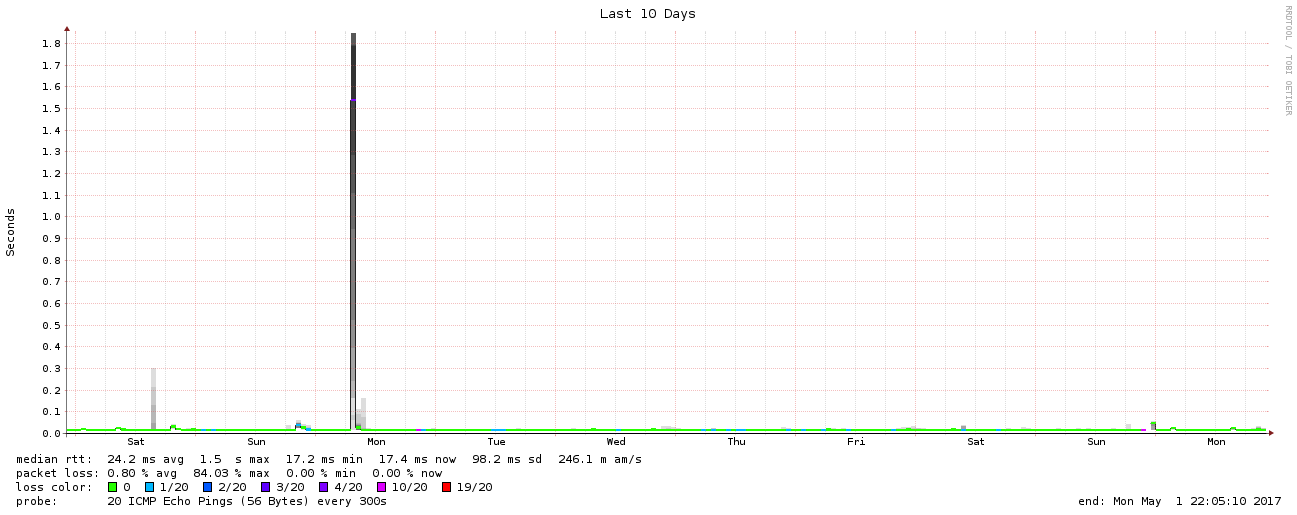 Last 10 Days
RRDTOOL / TOBI OETIKER
Seconds
1.8
1.7
1.6
1.5
1.4
1.3
1.2
1.1
1.0
0.9
0.8
0.7
0.6
0.5
0.4
0.3
0.2
0.1
0.0
Sat Sun Mon Tue Wed Thu Fri Sat Sun Mon
median rtt: 24.2 ms avg 1.5 s max 17.2 ms min 17.4 ms now 98.2 ms sd 246.1 m am/s
packet loss: 0.80 % avg 84.03 % max 0.00 % min 0.00 % now
loss color: 0 1/20 2/20 3/20 4/20 10/20 19/20
probe: 20 ICMP Echo Pings (56 Bytes) every 300s end: Mon May 1 22:05:10 2017